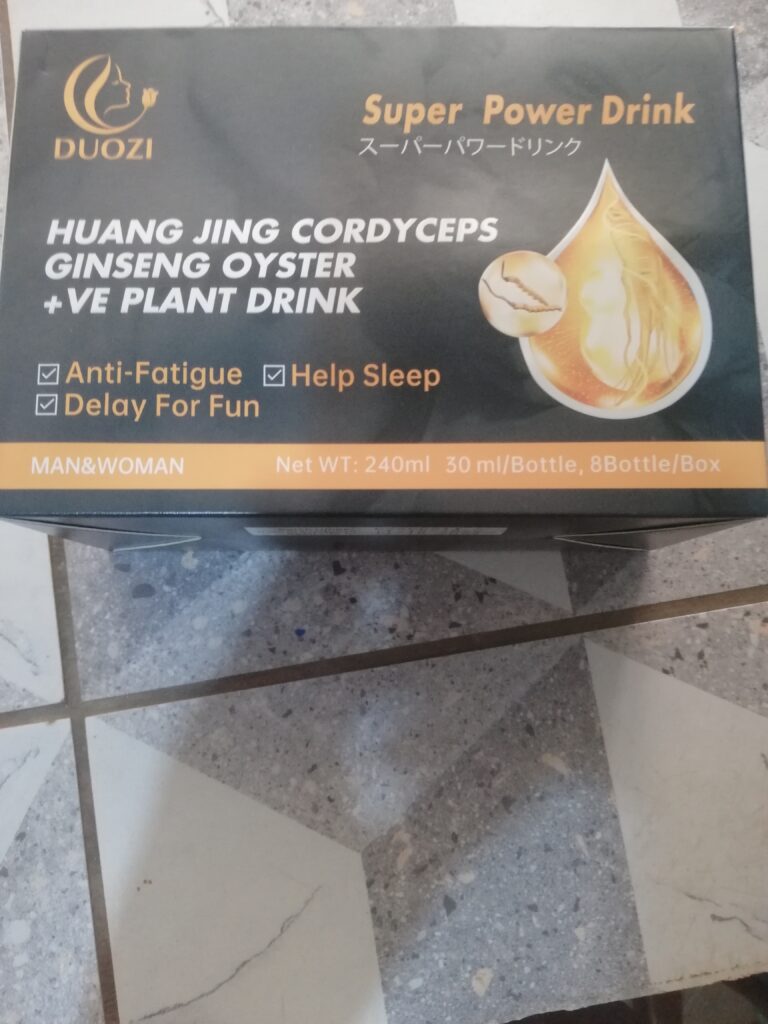 DUOZI
Super Power Drink
スーパーパワードリンク
HUANG JING CORDYCEPS
GINSENG OYSTER
+VE PLANT DRINK
Anti-Fatigue Help Sleep
Delay For Fun
MAN&WOMAN Net WT: 240ml 30 ml/Bottle, 8Bottle/Box